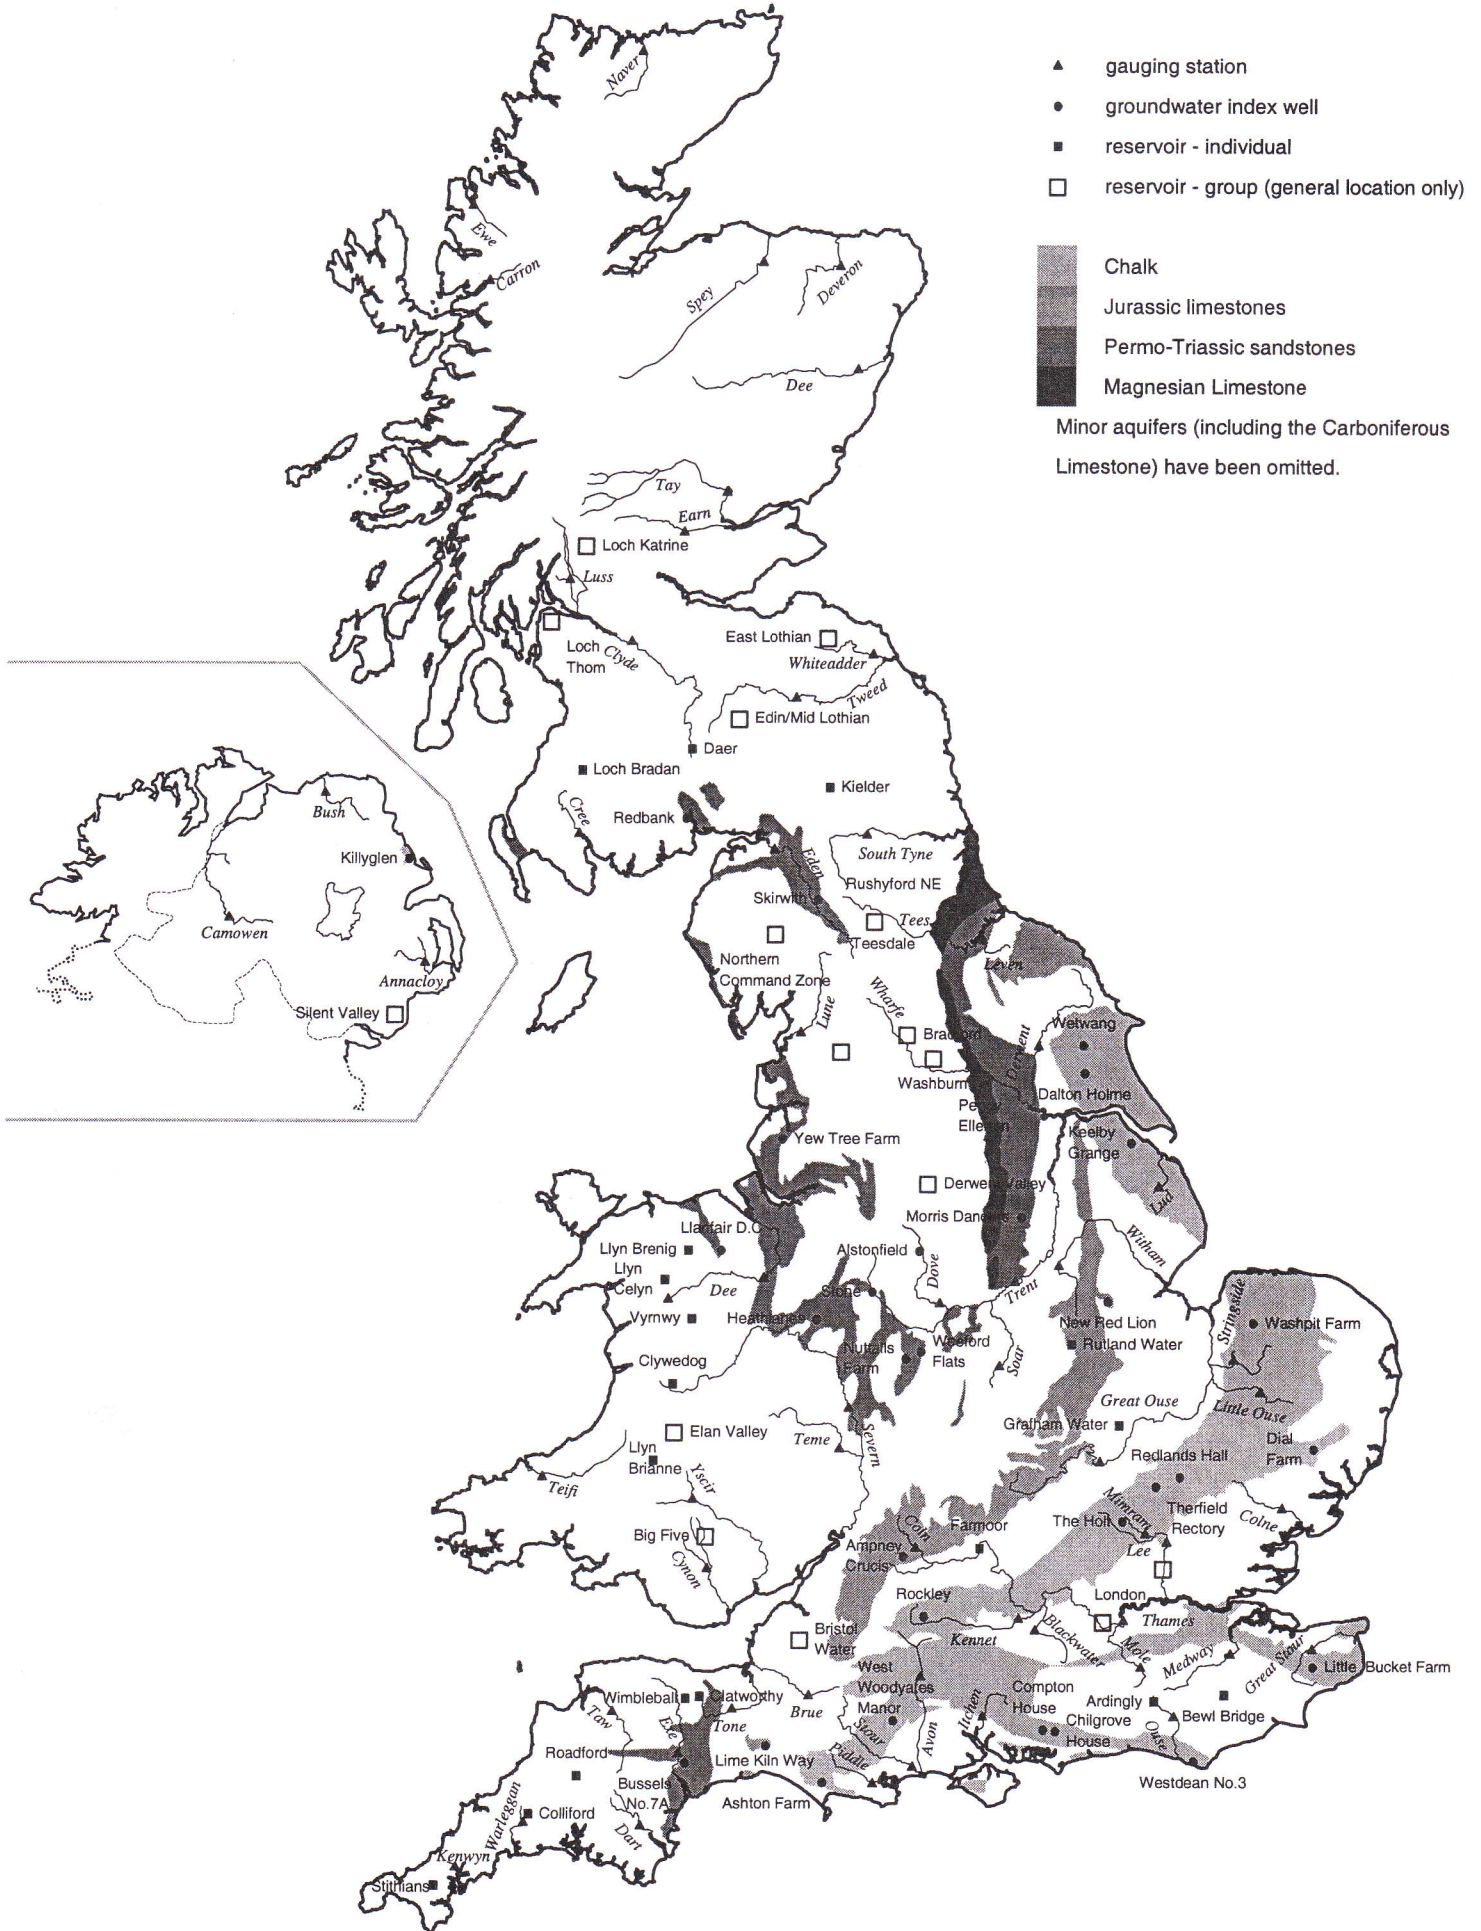 gauging station
groundwater index well
reservoir - individual
reservoir - group (general location only)
Chalk
Jurassic limestones
Permo-Triassic sandstones
Magnesian Limestone
Minor aquifers (including the Carboniferous
Limestone) have been omitted.
Naver
Ewe
Carron
Spey
Deveron
Dee
Tay
Earn
Loch Katrine
Luss
Loch
Thom
Clyde
East Lothian
Whiteadder
Tweed
Edin/Mid Lothian
Daer
Loch Bradan
Kielder
Redbank
Cree
Bush
Killyglen
Camowen
Annacloy
Silent Valley
Eden
South Tyne
Rushyford NE
Skirwith
Tees
Teesdale
Northern
Command Zone
Leven
Lune
Wharfe
Bradford
Washburn
Derwent
Wetwang
Dalton Holme
Keelby
Grange
Yew Tree Farm
Lud
Derwent Valley
Morris Dancers
Llanfair D.C
Llyn Brenig
Alstonfield
Witham
Llyn
Celyn
Dee
Dove
Stone
Trent
Vyrnwy
Heathlanes
New Red Lion
Stringside
Washpit Farm
Nuttalls
Farm
Weeford
Flats
Soar
Rutland Water
Clywedog
Great Ouse
Little Ouse
Grafham Water
Elan Valley
Teme
Severn
Dial
Farm
Llyn
Brianne
Redlands Hall
Teifi
Yscir
Mimram
Therfield
Rectory
The Holt
Colne
Big Five
Coln
Farmoor
Ampney
Crucis
Lee
Cynon
Rockley
London
Thames
Bristol
Water
Kennet
Blackwater
Mole
Medway
Great Stour
Little Bucket Farm
West
Woodyates
Manor
Wimbleball
Clatworthy
Compton
House
Ardingly
Bewl Bridge
Taw
Exe
Tone
Brue
Stour
Itchen
Chilgrove
House
Ouse
Roadford
Lime Kiln Way
Piddle
Avon
Bussels
No.7A
Ashton Farm
Westdean No.3
Warleggan
Colliford
Dart
Kenwyn
Stithians